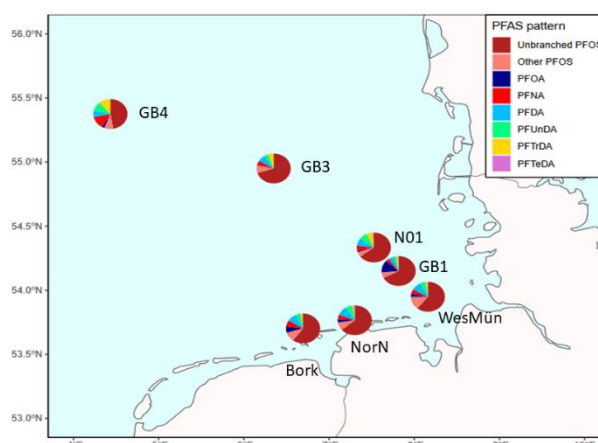 PFAS pattern
Unbranched PFOS
Other PFOS
PFOA
PFNA
PFDA
PFUnDA
PFTrDA
PFTeDA
56.0°N
55.5°N
55.0°N
54.5°N
54.0°N
53.5°N
53.0°N
GB4
GB3
N01
GB1
WesMün
NorN
Bork